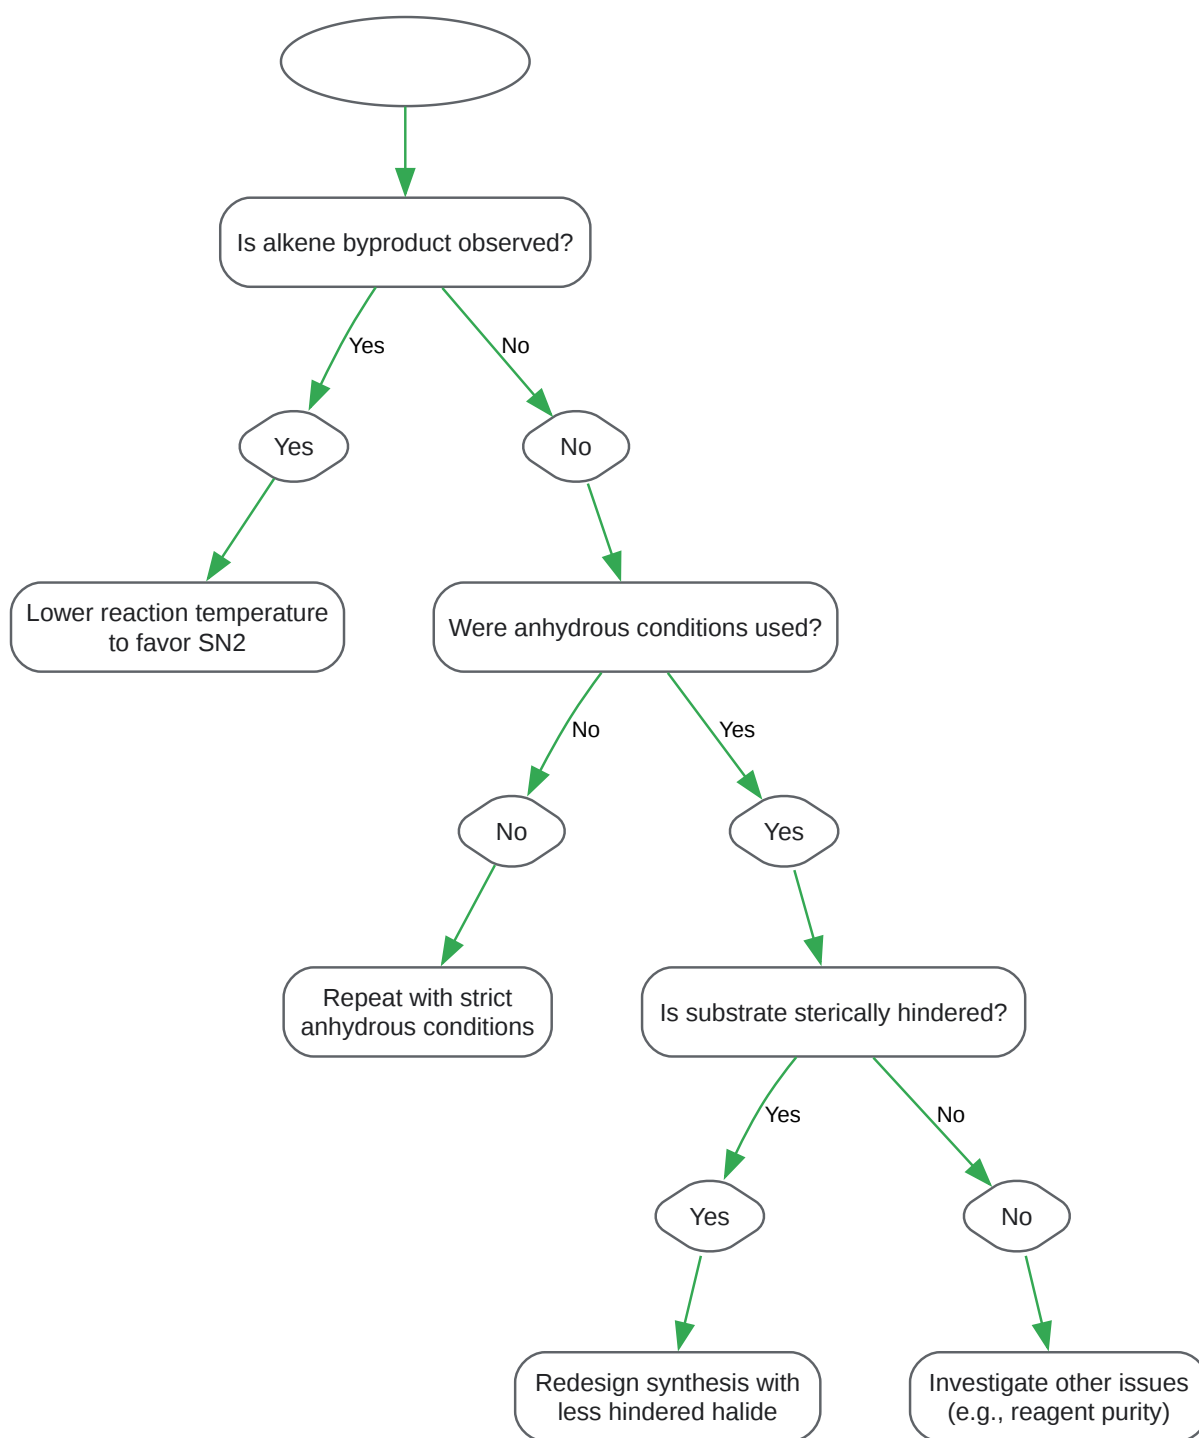 Is alkene byproduct observed?
Yes
No
Yes
No
Lower reaction temperature
to favor SN2
Were anhydrous conditions used?
No
Yes
No
Yes
Repeat with strict
anhydrous conditions
Is substrate sterically hindered?
Yes
No
Yes
No
Redesign synthesis with
less hindered halide
Investigate other issues
(e.g., reagent purity)